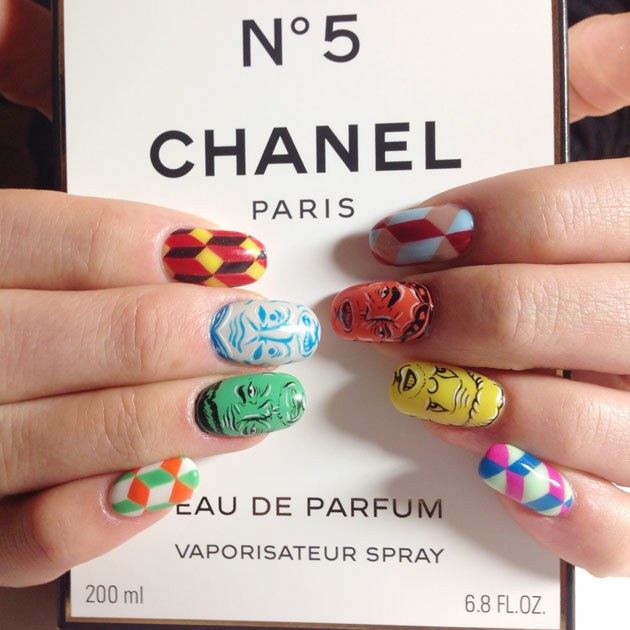 N°5
CHANEL
PARIS
EAU DE PARFUM
VAPORISATEUR SPRAY
200 ml 6.8 FL.OZ.